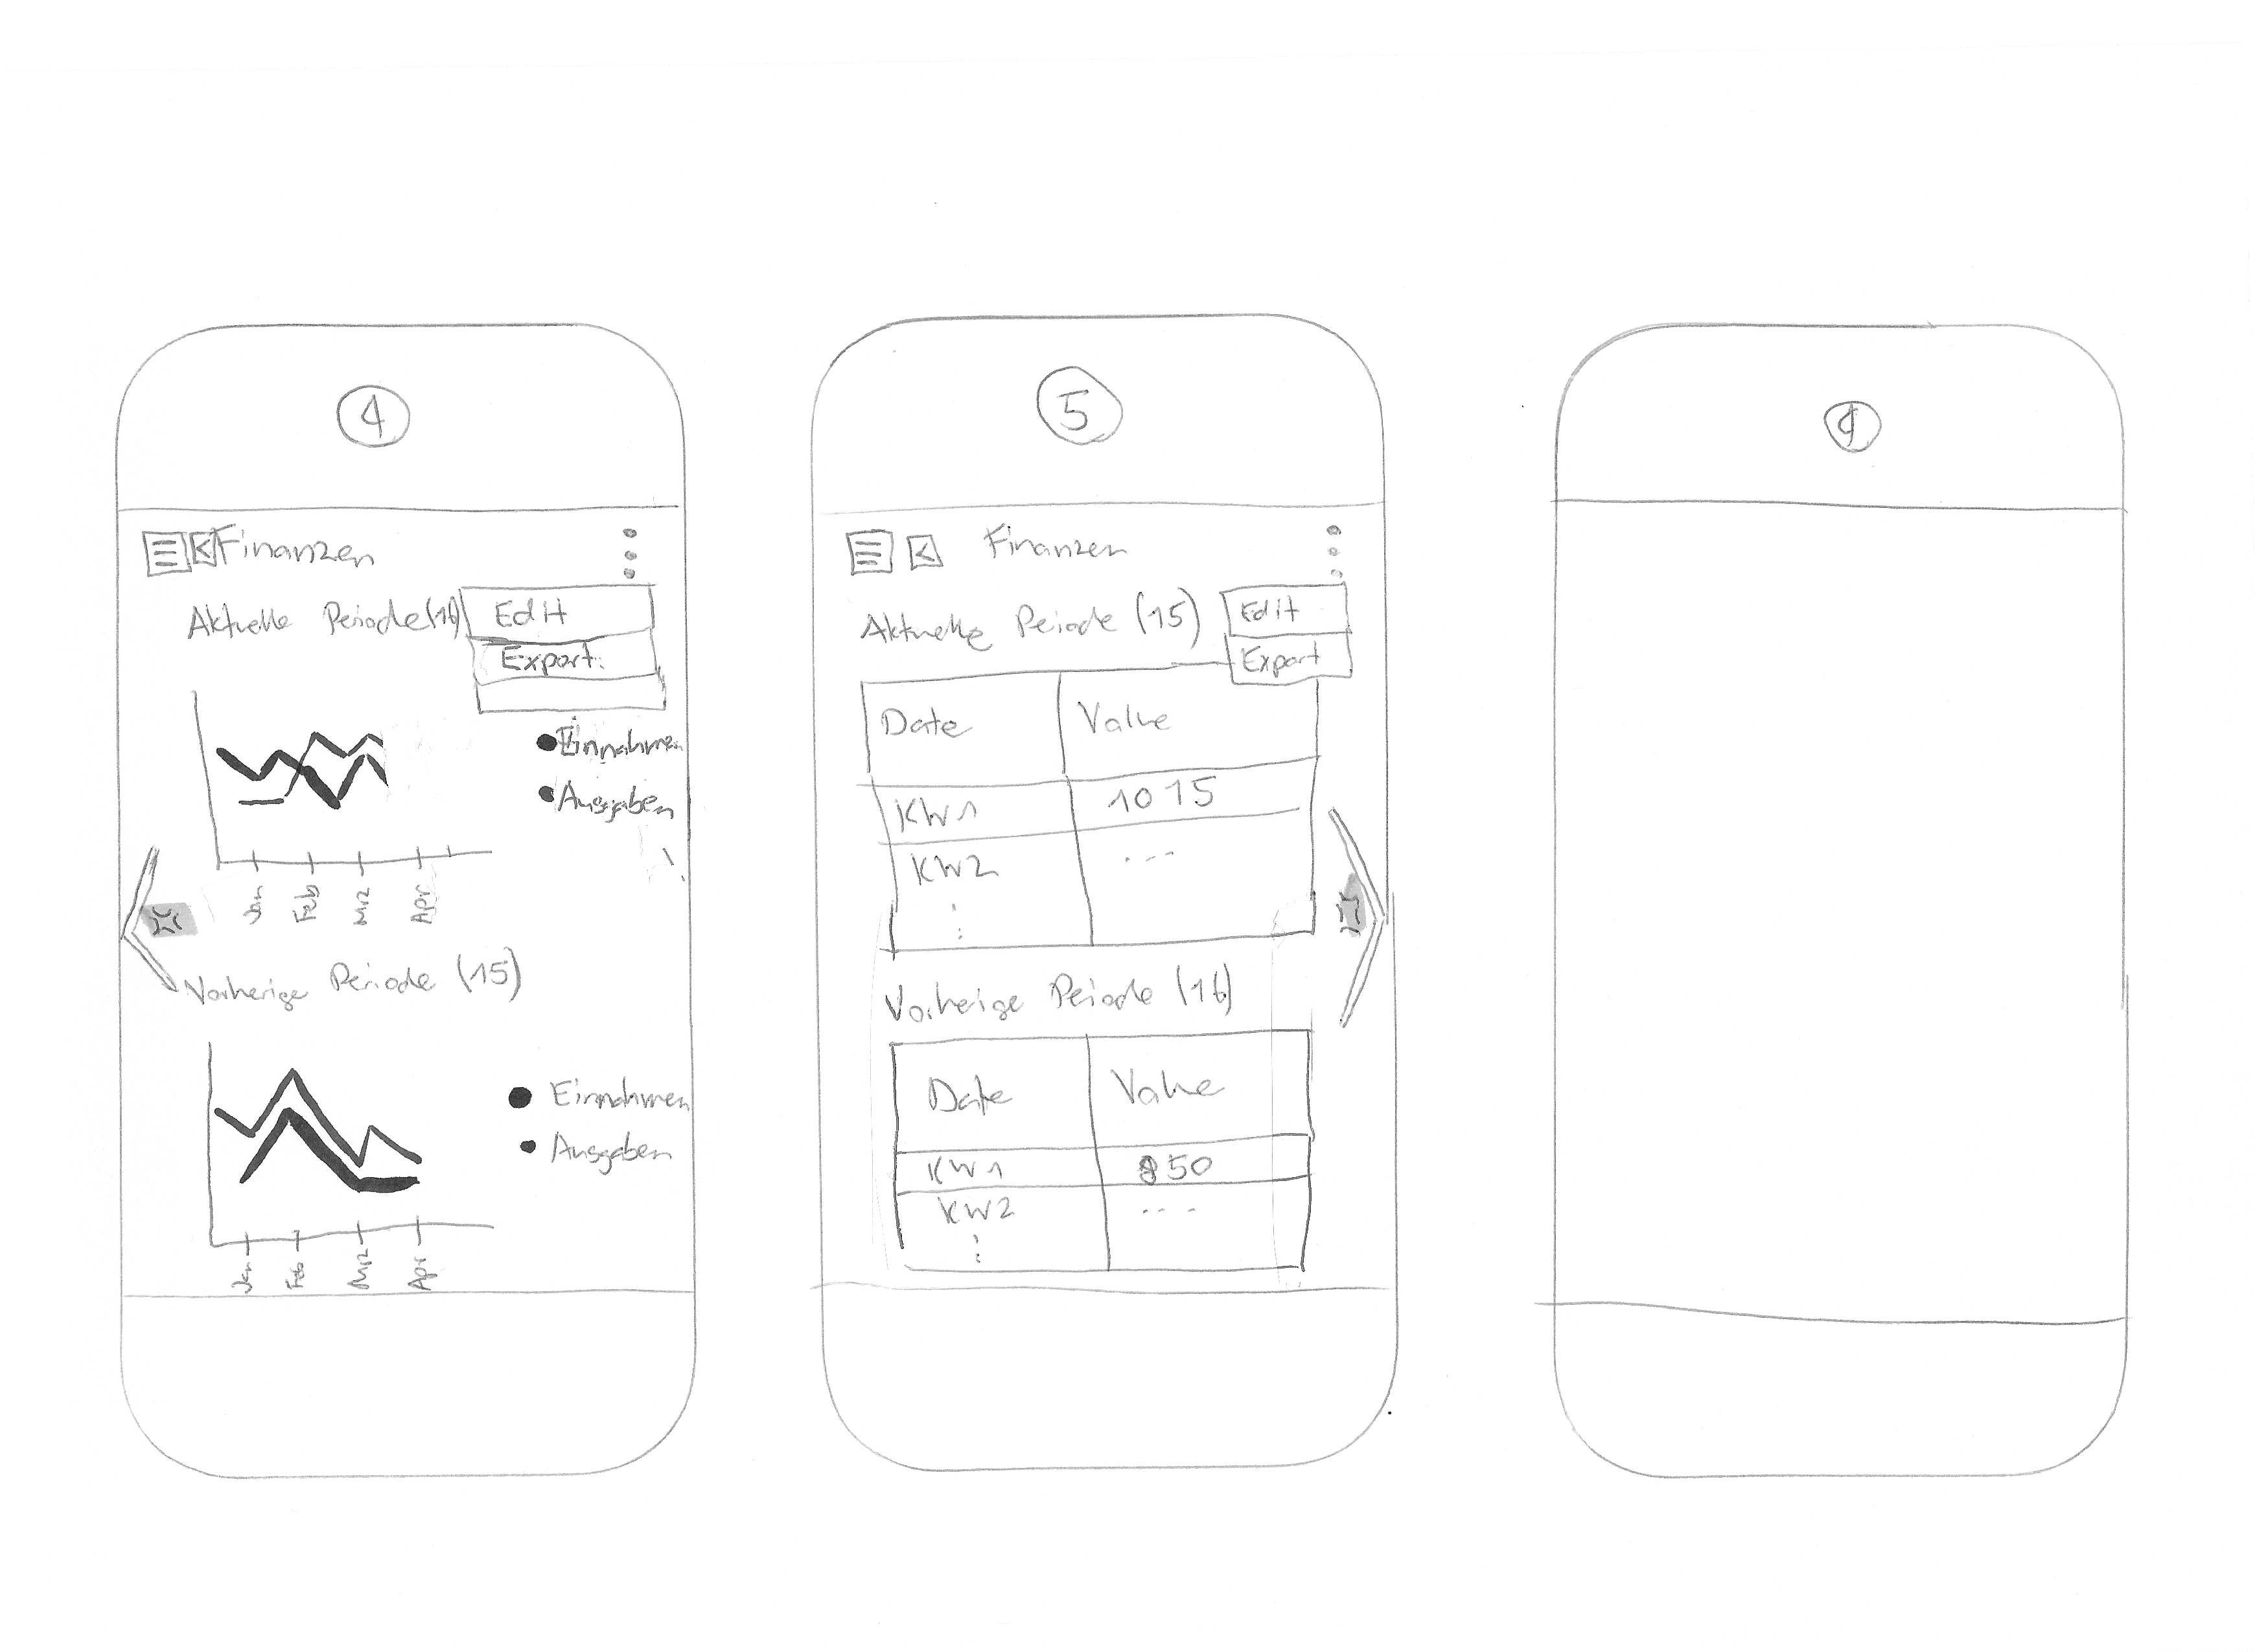 4
Finanzen
Aktuelle Periode (16)
Edit
Export
Einnahmen
Ausgaben
Jan Feb Mrz Apr
Vorherige Periode (15)
Einnahmen
Ausgaben
Jan Feb Mrz Apr
5
Finanzen
Aktuelle Periode (15)
Edit
Export
Date Value
KW1 1015
KW2 ---
Vorherige Periode (16)
Date Value
KW1 850
KW2 ---